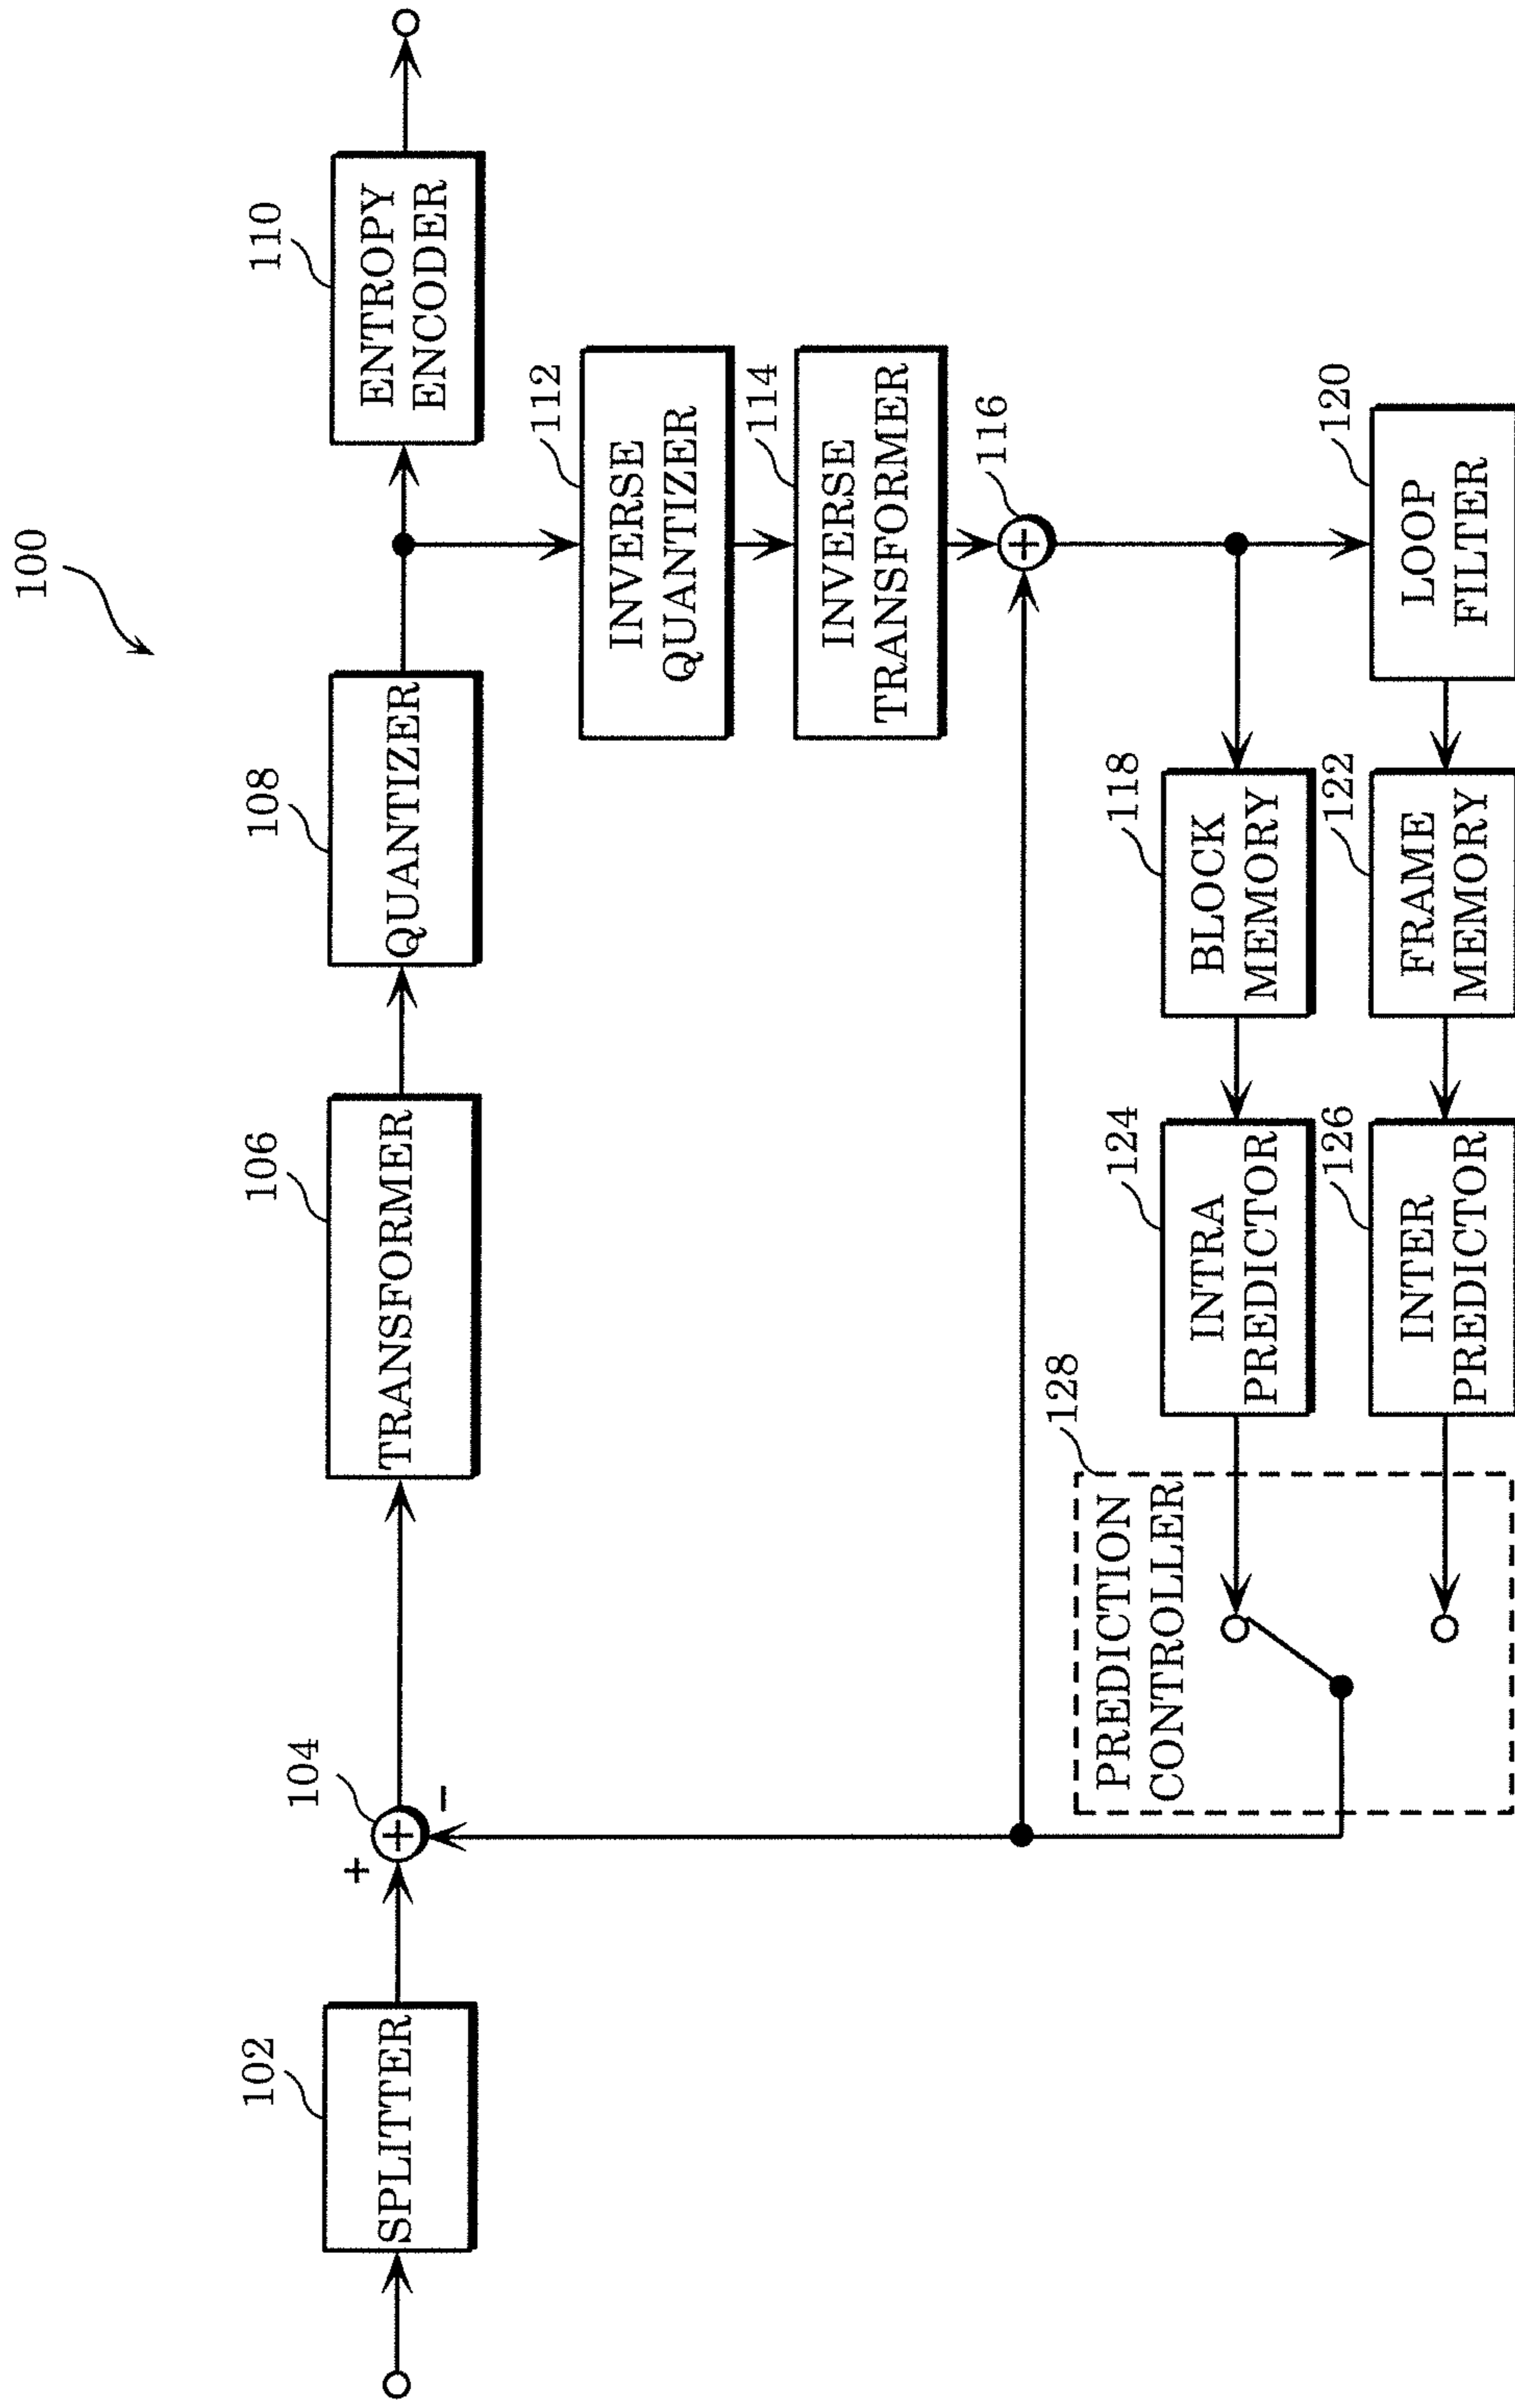 100
102
SPLITTER
104
+
+
−
106
TRANSFORMER
108
QUANTIZER
110
ENTROPY
ENCODER
112
INVERSE
QUANTIZER
114
INVERSE
TRANSFORMER
116
+
128
PREDICTION
CONTROLLER
124
INTRA
PREDICTOR
118
BLOCK
MEMORY
126
INTER
PREDICTOR
122
FRAME
MEMORY
120
LOOP
FILTER